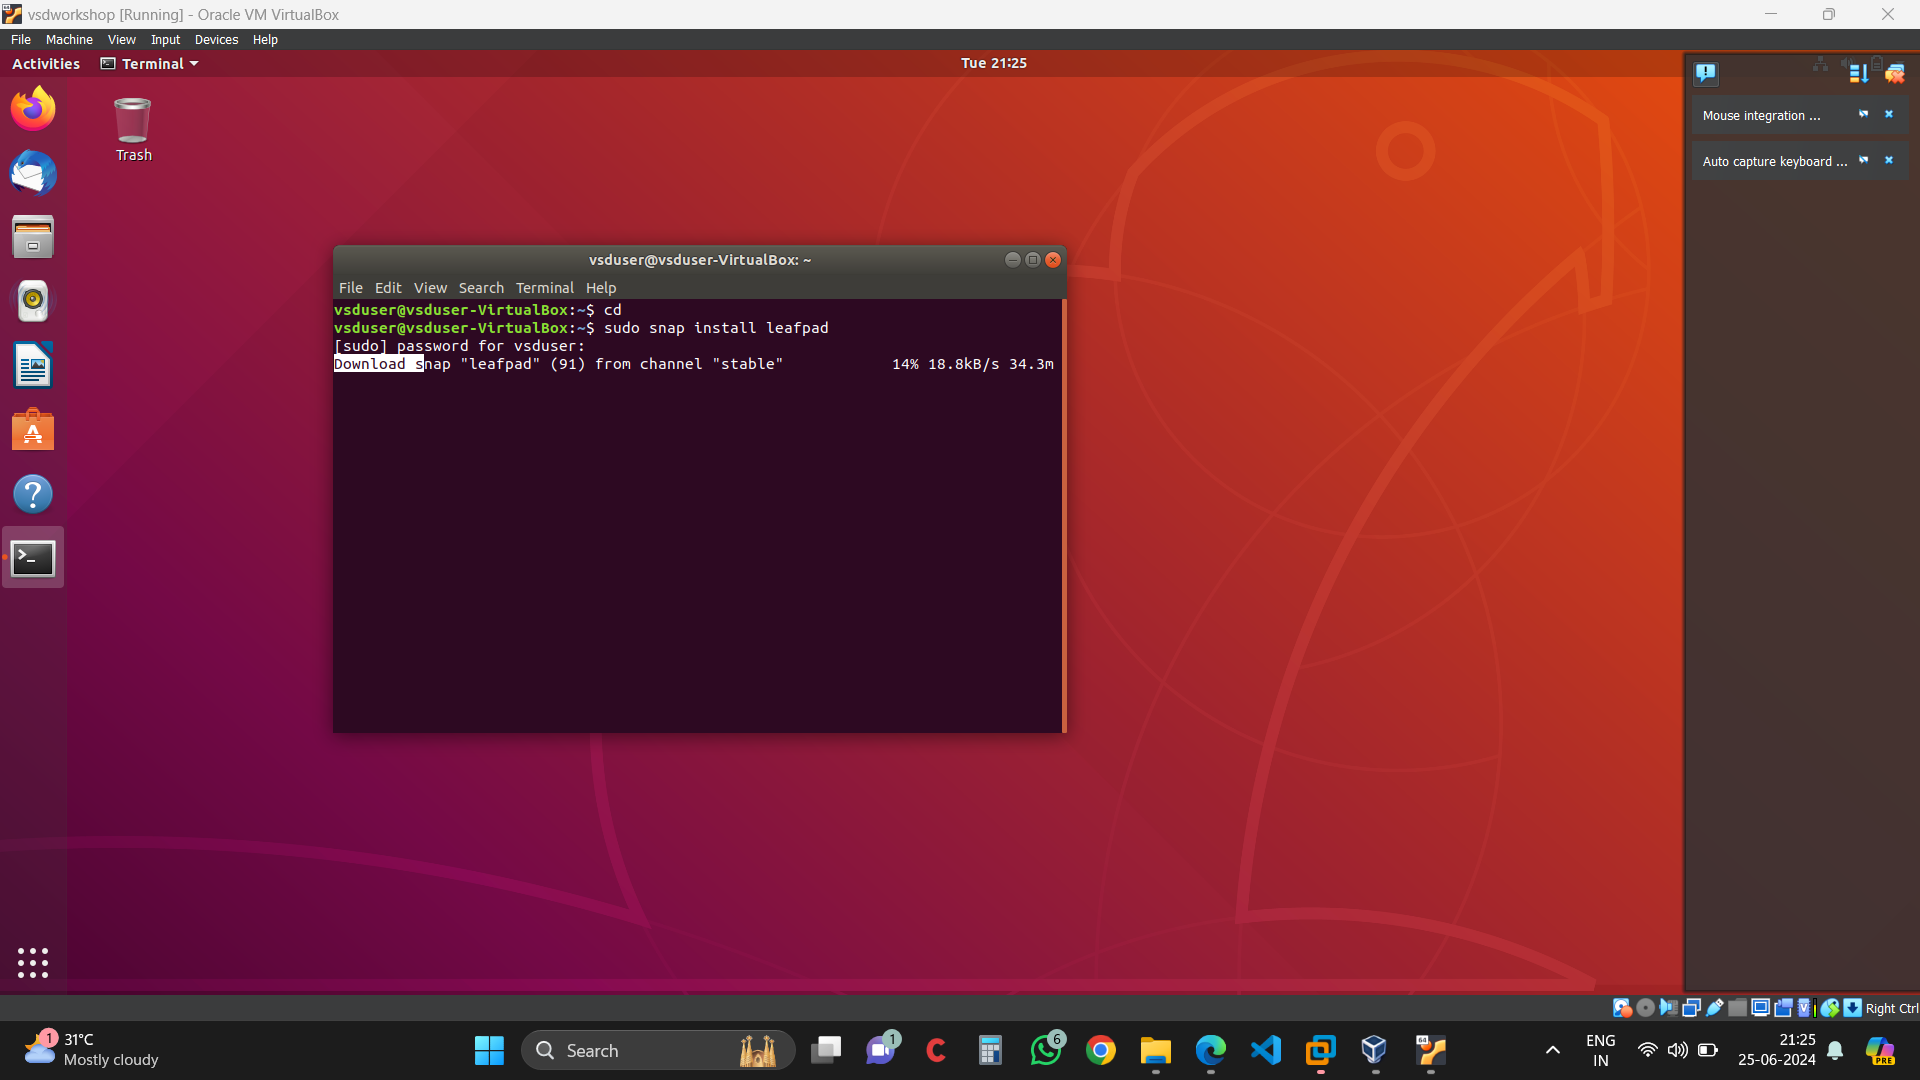 vsdworkshop [Running] - Oracle VM VirtualBox
File Machine View Input Devices Help
Activities Terminal Tue 21:25
Trash
Mouse integration ...
Auto capture keyboard ...
vsduser@vsduser-VirtualBox: ~
File Edit View Search Terminal Help
vsduser@vsduser-VirtualBox:~$ cd
vsduser@vsduser-VirtualBox:~$ sudo snap install leafpad
[sudo] password for vsduser:
Download snap "leafpad" (91) from channel "stable" 14% 18.8kB/s 34.3m
Right Ctrl
1
31°C
Mostly cloudy
Search
1
C
6
64
ENG
IN
21:25
25-06-2024
PRE